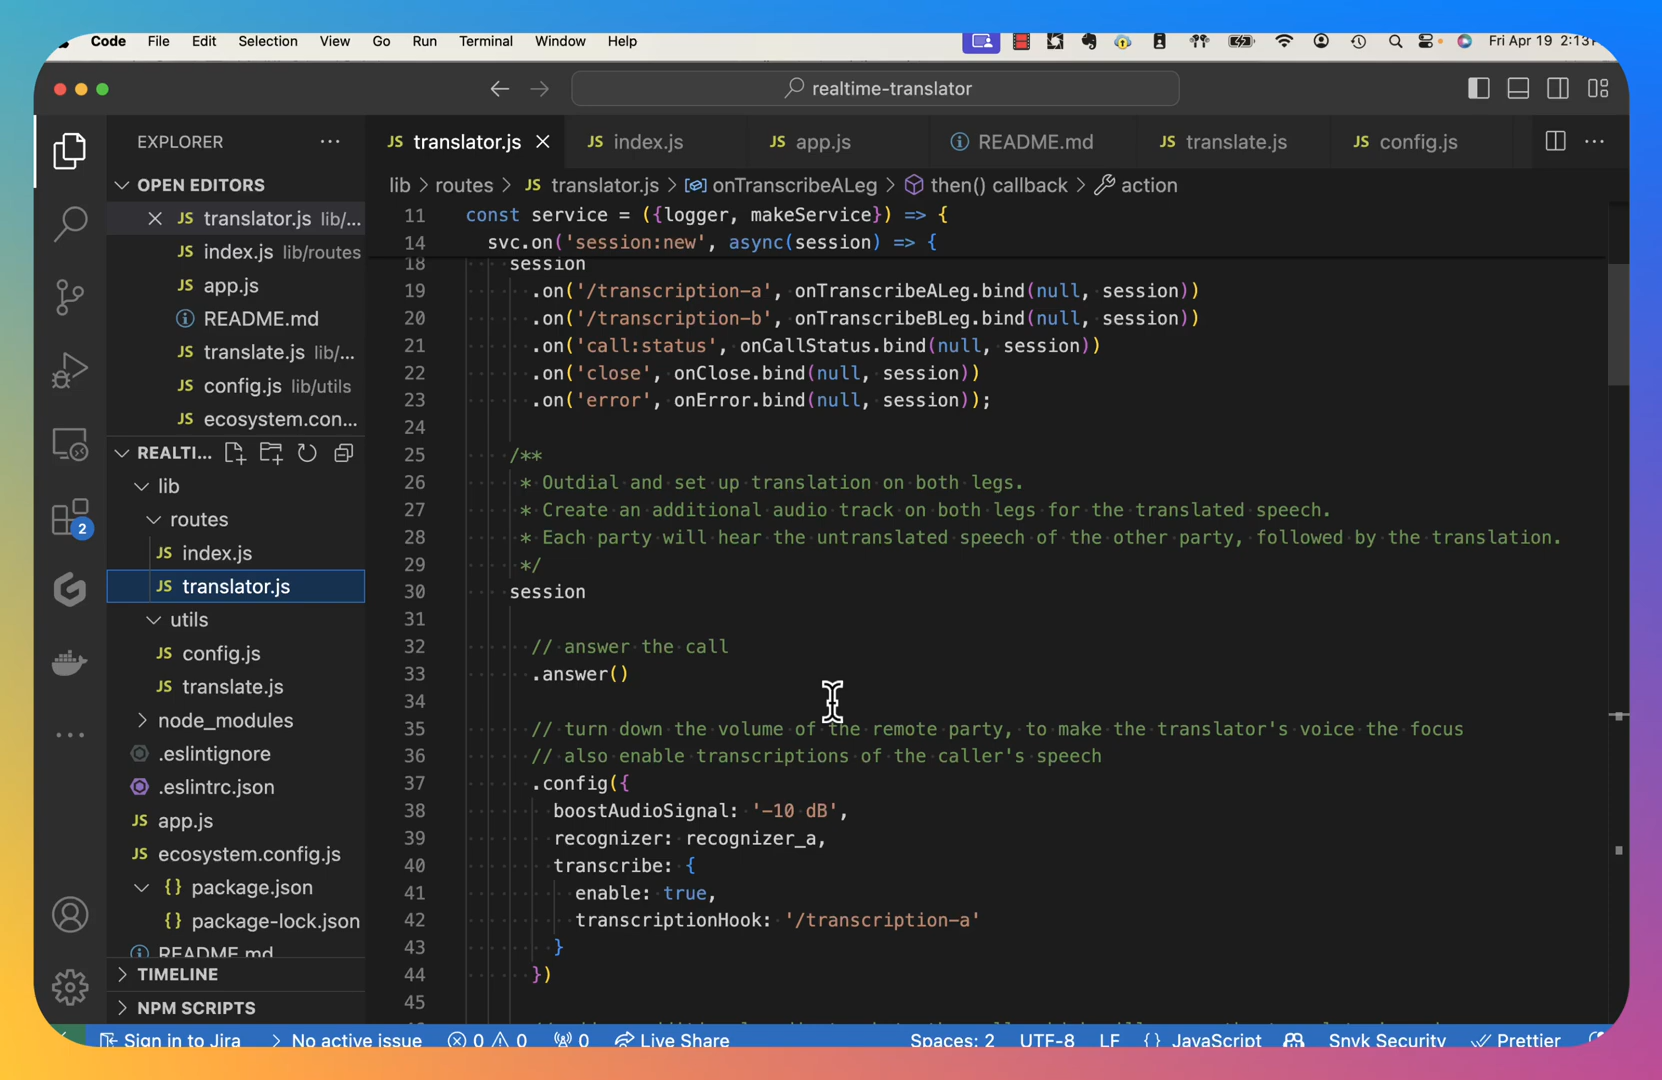 Code File Edit Selection View Go Run Terminal Window Help Fri Apr 19 2:13
realtime-translator
EXPLORER
translator.js index.js app.js README.md translate.js config.js
OPEN EDITORS
lib > routes > JS translator.js > onTranscribeALeg > then() callback > action
JS translator.js lib/...
JS index.js lib/routes
JS app.js
README.md
JS translate.js lib/...
JS config.js lib/utils
JS ecosystem.con...
REALTI...
lib
routes
JS index.js
JS translator.js
utils
JS config.js
JS translate.js
node_modules
.eslintignore
.eslintrc.json
JS app.js
JS ecosystem.config.js
{} package.json
{} package-lock.json
README.md
TIMELINE
NPM SCRIPTS
2
11 const service = ({logger, makeService}) => {
14 svc.on('session:new', async(session) => {
18 session
19 .on('/transcription-a', onTranscribeALeg.bind(null, session))
20 .on('/transcription-b', onTranscribeBLeg.bind(null, session))
21 .on('call:status', onCallStatus.bind(null, session))
22 .on('close', onClose.bind(null, session))
23 .on('error', onError.bind(null, session));
24
25 /**
26 * Outdial and set up translation on both legs.
27 * Create an additional audio track on both legs for the translated speech.
28 * Each party will hear the untranslated speech of the other party, followed by the translation.
29 */
30 session
31
32 // answer the call
33 .answer()
34
35 // turn down the volume of the remote party, to make the translator's voice the focus
36 // also enable transcriptions of the caller's speech
37 .config({
38 boostAudioSignal: '-10 dB',
39 recognizer: recognizer_a,
40 transcribe: {
41 enable: true,
42 transcriptionHook: '/transcription-a'
43 }
44 })
45
Sign in to Jira > No active issue 0 0 0 Live Share Spaces: 2 UTF-8 LF {} JavaScript Snyk Security Prettier